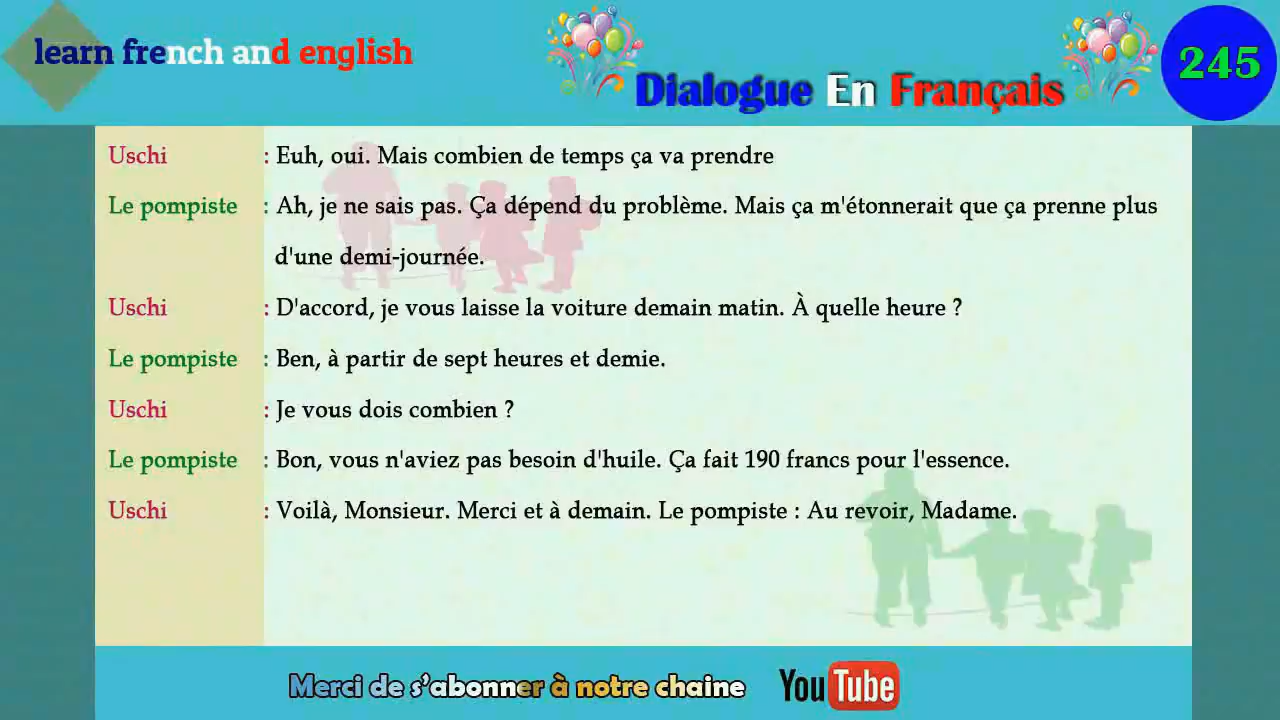 learn french and english
Dialogue En Français
245
Uschi : Euh, oui. Mais combien de temps ça va prendre
Le pompiste : Ah, je ne sais pas. Ça dépend du problème. Mais ça m'étonnerait que ça prenne plus
d'une demi-journée.
Uschi : D'accord, je vous laisse la voiture demain matin. À quelle heure ?
Le pompiste : Ben, à partir de sept heures et demie.
Uschi : Je vous dois combien ?
Le pompiste : Bon, vous n'aviez pas besoin d'huile. Ça fait 190 francs pour l'essence.
Uschi : Voilà, Monsieur. Merci et à demain. Le pompiste : Au revoir, Madame.
Merci de s’abonner à notre chaine
YouTube